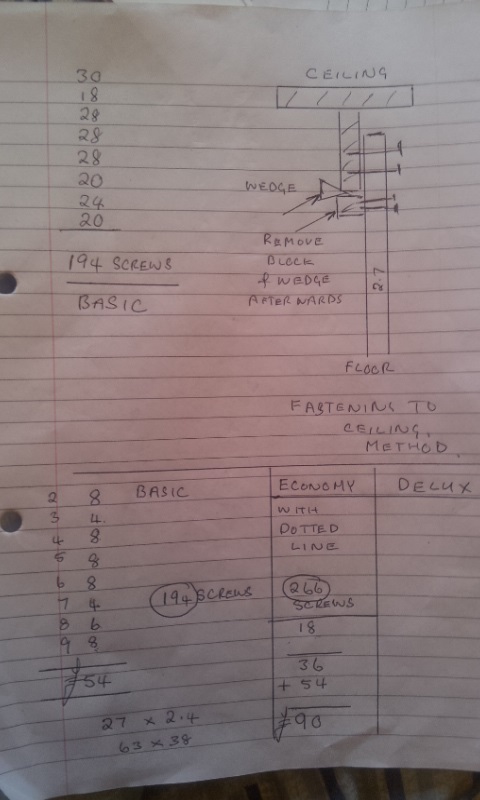 30
18
28
28
28
20
24
20
194 SCREWS
BASIC
CEILING
WEDGE
REMOVE
BLOCK
& WEDGE
AFTERWARDS
2.7
FLOOR
FASTENING TO
CEILING
METHOD.
BASIC
2 8
3 4
4 8
5 8
6 8
7 4
8 6
9 8
54
194 SCREWS
27 x 2.4
63 x 38
ECONOMY
WITH
DOTTED
LINE
266
SCREWS
18
36
+ 54
90
DELUX